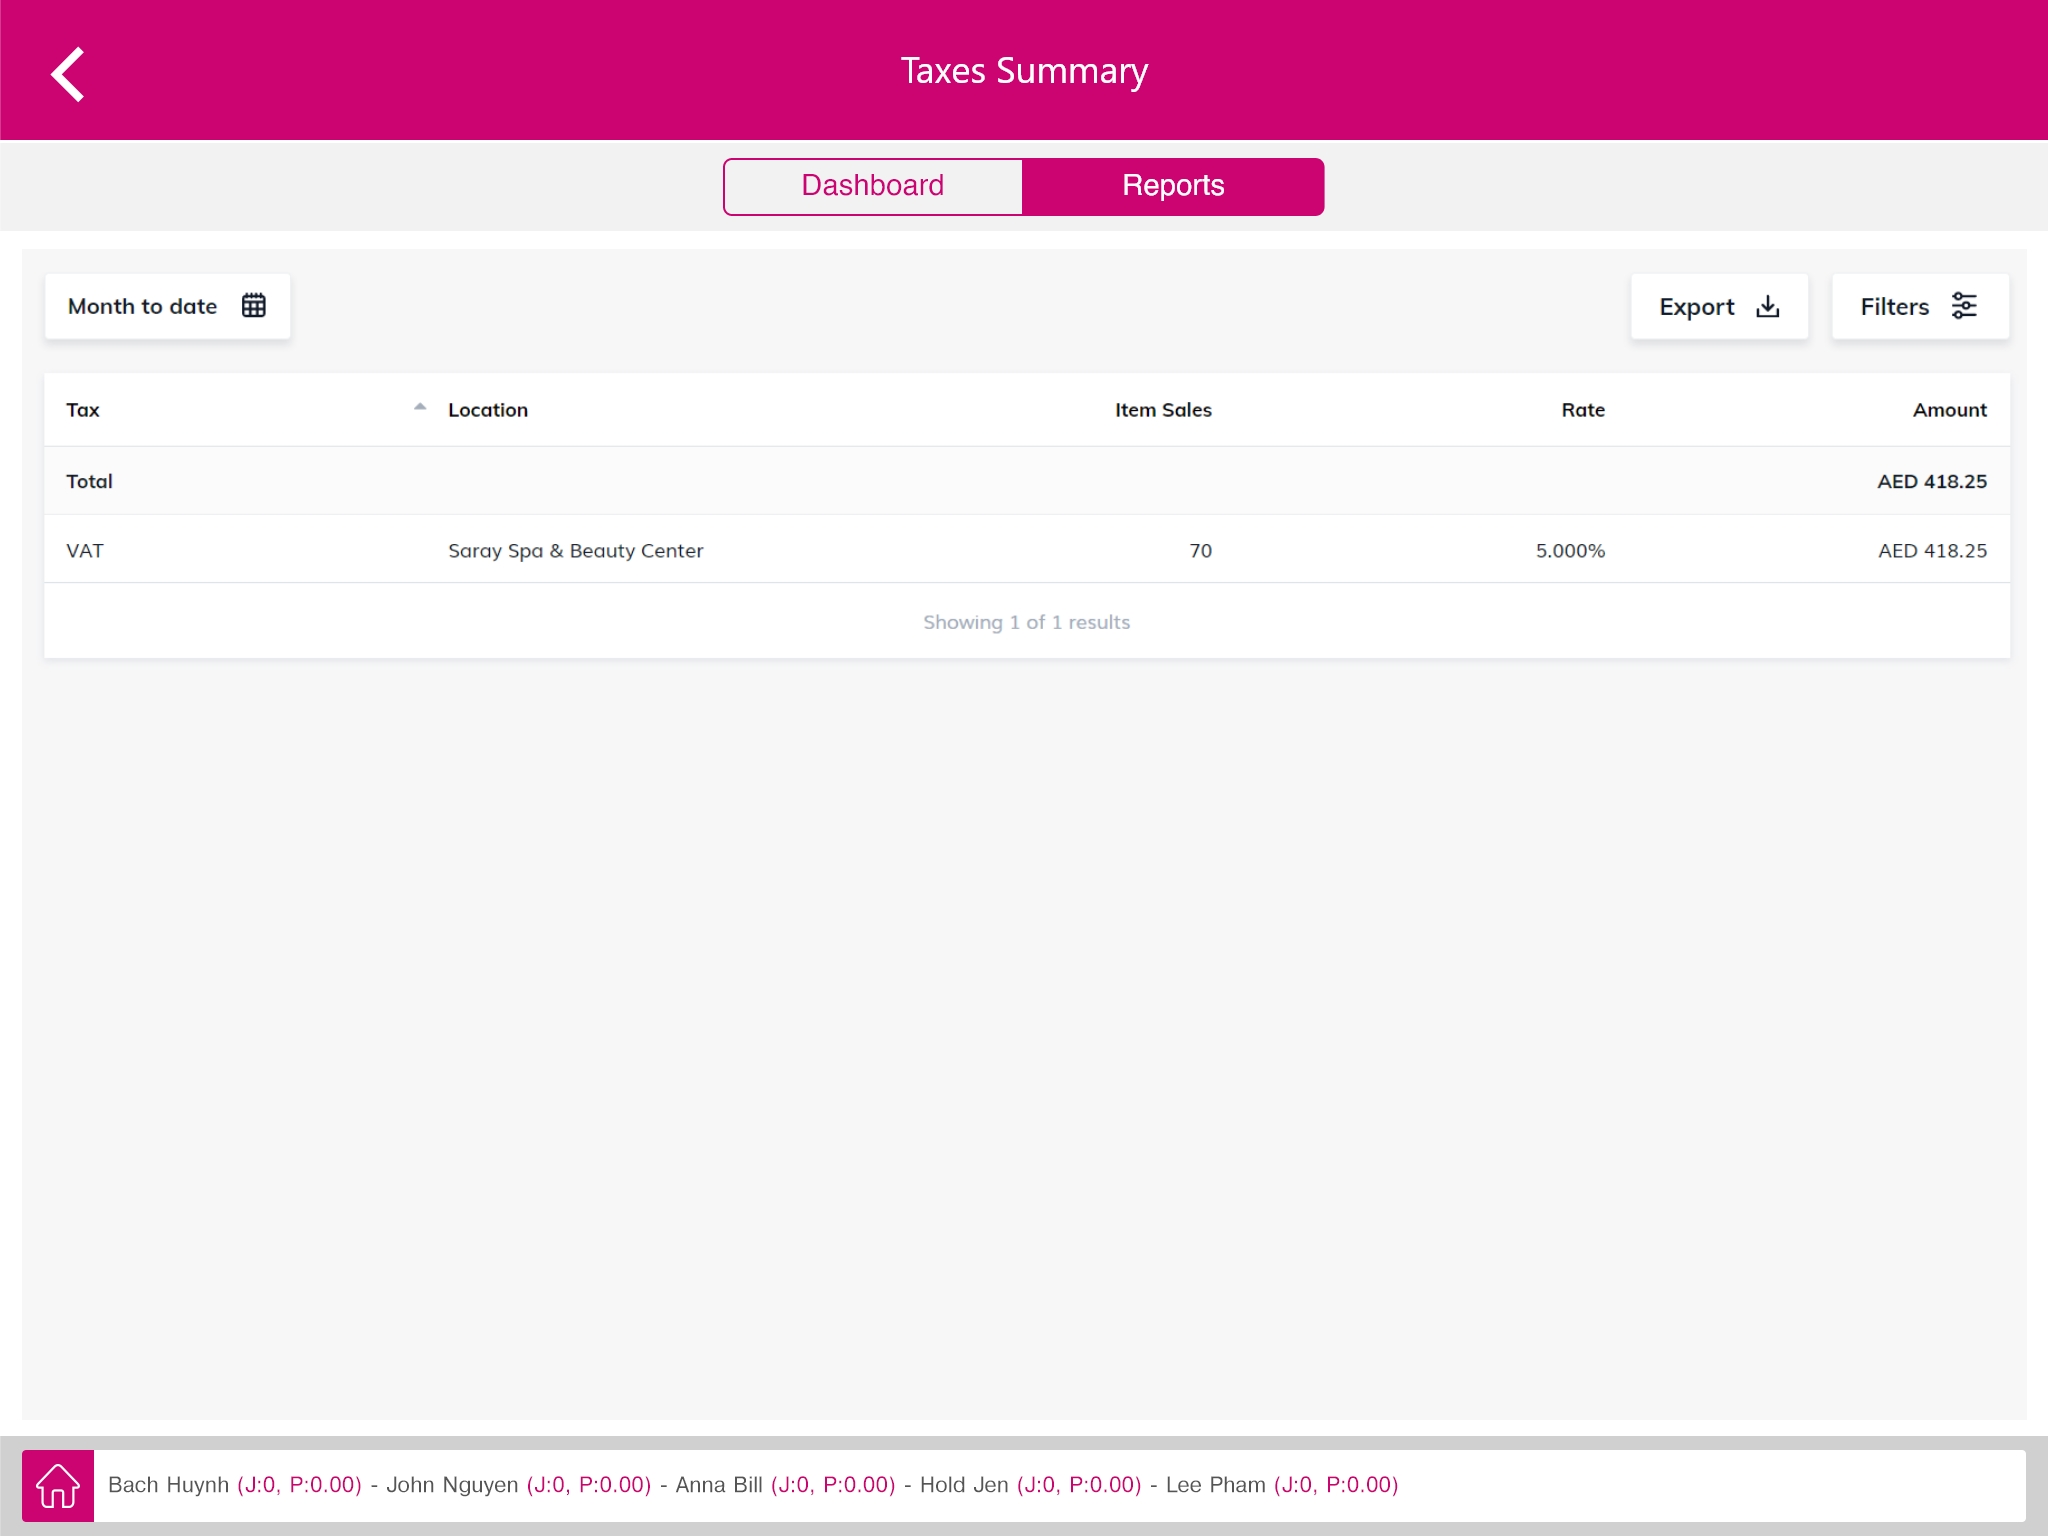 Taxes Summary
Dashboard Reports
Month to date Export Filters
Tax Location Item Sales Rate Amount
Total AED 418.25
VAT Saray Spa & Beauty Center 70 5.000% AED 418.25
Showing 1 of 1 results
Bach Huynh (J:0, P:0.00) - John Nguyen (J:0, P:0.00) - Anna Bill (J:0, P:0.00) - Hold Jen (J:0, P:0.00) - Lee Pham (J:0, P:0.00)